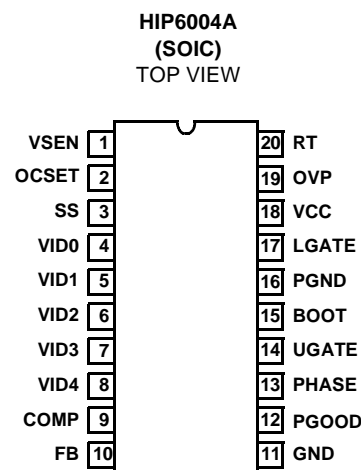 HIP6004A
(SOIC)
TOP VIEW
VSEN 1 20 RT
OCSET 2 19 OVP
SS 3 18 VCC
VID0 4 17 LGATE
VID1 5 16 PGND
VID2 6 15 BOOT
VID3 7 14 UGATE
VID4 8 13 PHASE
COMP 9 12 PGOOD
FB 10 11 GND